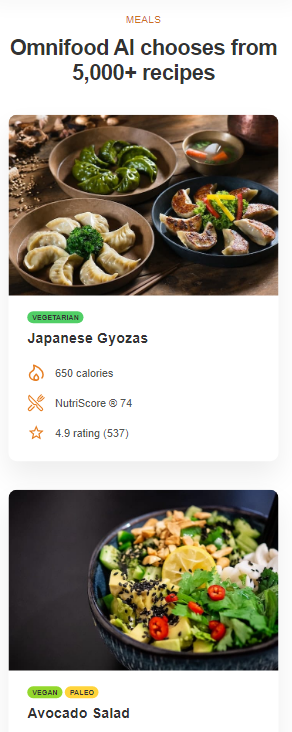 MEALS
Omnifood AI chooses from
5,000+ recipes
VEGETARIAN
Japanese Gyozas
650 calories
NutriScore ® 74
4.9 rating (537)
VEGAN PALEO
Avocado Salad